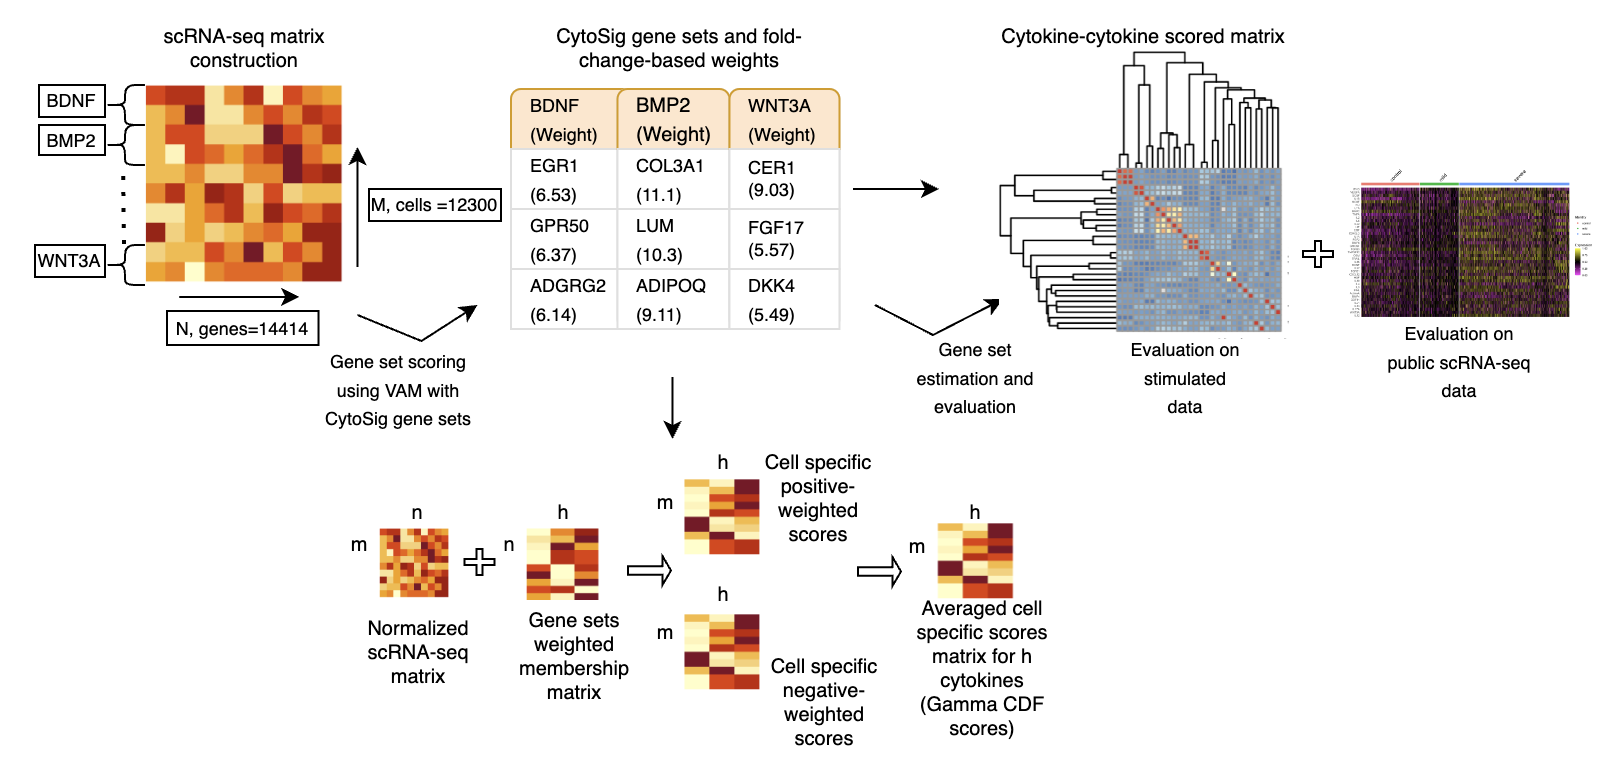 scRNA-seq matrix
construction
BDNF
BMP2
WNT3A
M, cells =12300
N, genes=14414
Gene set scoring
using VAM with
CytoSig gene sets
CytoSig gene sets and fold-
change-based weights
BDNF
(Weight)
BMP2
(Weight)
WNT3A
(Weight)
EGR1
(6.53)
COL3A1
(11.1)
CER1
(9.03)
GPR50
(6.37)
LUM
(10.3)
FGF17
(5.57)
ADGRG2
(6.14)
ADIPOQ
(9.11)
DKK4
(5.49)
Gene set
estimation and
evaluation
Cytokine-cytokine scored matrix
Evaluation on
stimulated
data
Evaluation on
public scRNA-seq
data
n
m
Normalized
scRNA-seq
matrix
h
n
Gene sets
weighted
membership
matrix
h
m
Cell specific
positive-
weighted
scores
h
m
Cell specific
negative-
weighted
scores
h
m
Averaged cell
specific scores
matrix for h
cytokines
(Gamma CDF
scores)